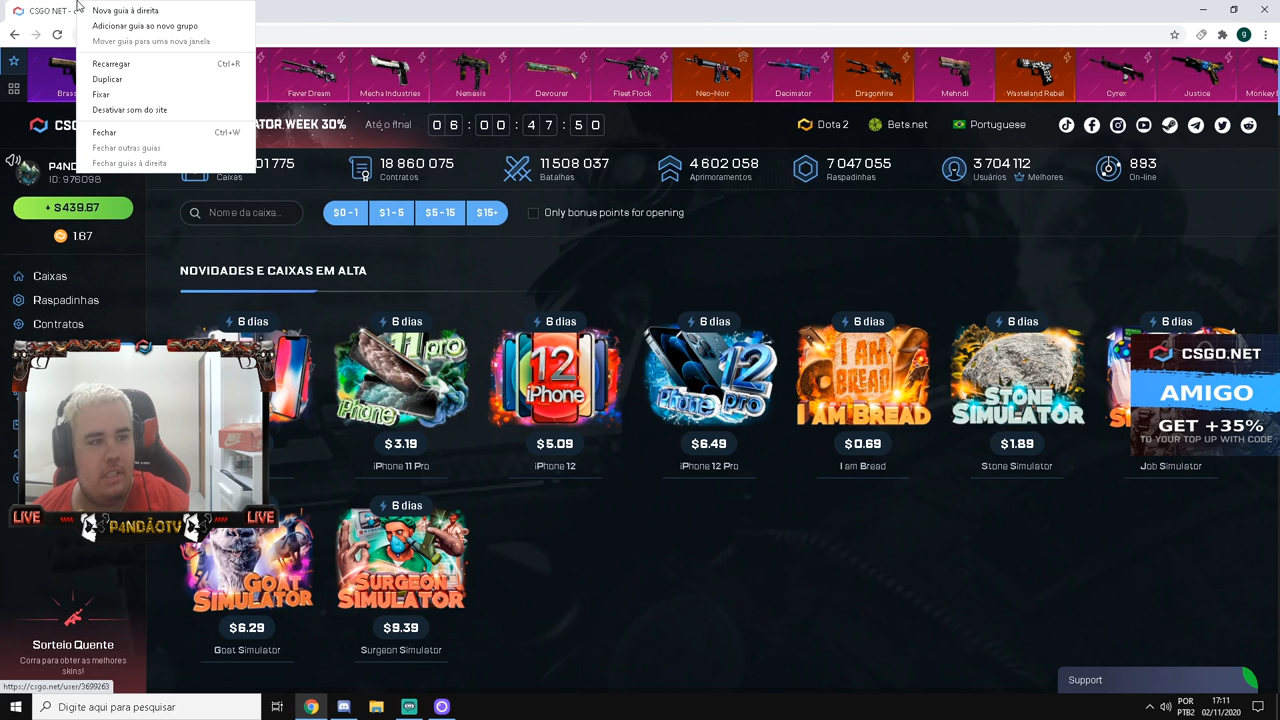 CSGO NET - c
Nova guia à direita
Adicionar guia ao novo grupo
Mover guia para uma nova janela
Recarregar Ctrl+R
Duplicar
Fixar
Desativar som do site
Fechar Ctrl+W
Fechar outras guias
Fechar guias à direita
g
Brass
Fever Dream
Mecha Industries
Nemesis
Devourer
Fleet Flock
Neo-Noir
Decimator
Dragonfire
Mehndi
Wasteland Rebel
Cyrex
Justice
Monkey B
CSG
ATOR WEEK 30%
Até o final
0 6 : 0 0 : 4 7 : 5 0
Dota 2
Bets.net
Portuguese
P4ND
ID: 976098
01 775
Caixas
18 860 075
Contratos
11 508 037
Batalhas
4 602 058
Aprimoramentos
7 047 055
Raspadinhas
3 704 112
Usuários Melhores
893
On-line
+ $439.67
1.67
Nome da caixa...
$0 - 1
$1 - 5
$5 - 15
$15+
Only bonus points for opening
Caixas
Raspadinhas
Contratos
NOVIDADES E CAIXAS EM ALTA
6 dias
6 dias
6 dias
6 dias
6 dias
6 dias
6 dias
11 pro
iPhone
12
iPhone
12
iPhone pro
I AM BREAD
I AM BREAD
STONE SIMULATOR
$3.19
iPhone 11 Pro
$5.09
iPhone 12
$6.49
iPhone 12 Pro
$0.69
I am Bread
$1.89
Stone Simulator
Job Simulator
CSGO.NET
AMIGO
GET +35%
TO YOUR TOP UP WITH CODE
LIVE
P4NDÃOTV
LIVE
6 dias
GOAT SIMULATOR
SURGEON SIMULATOR
$6.29
Goat Simulator
$9.39
Surgeon Simulator
Sorteio Quente
Corra para obter as melhores
skins!
https://csgo.net/user/3699263
Support
Digite aqui para pesquisar
POR
PTB2
17:11
02/11/2020